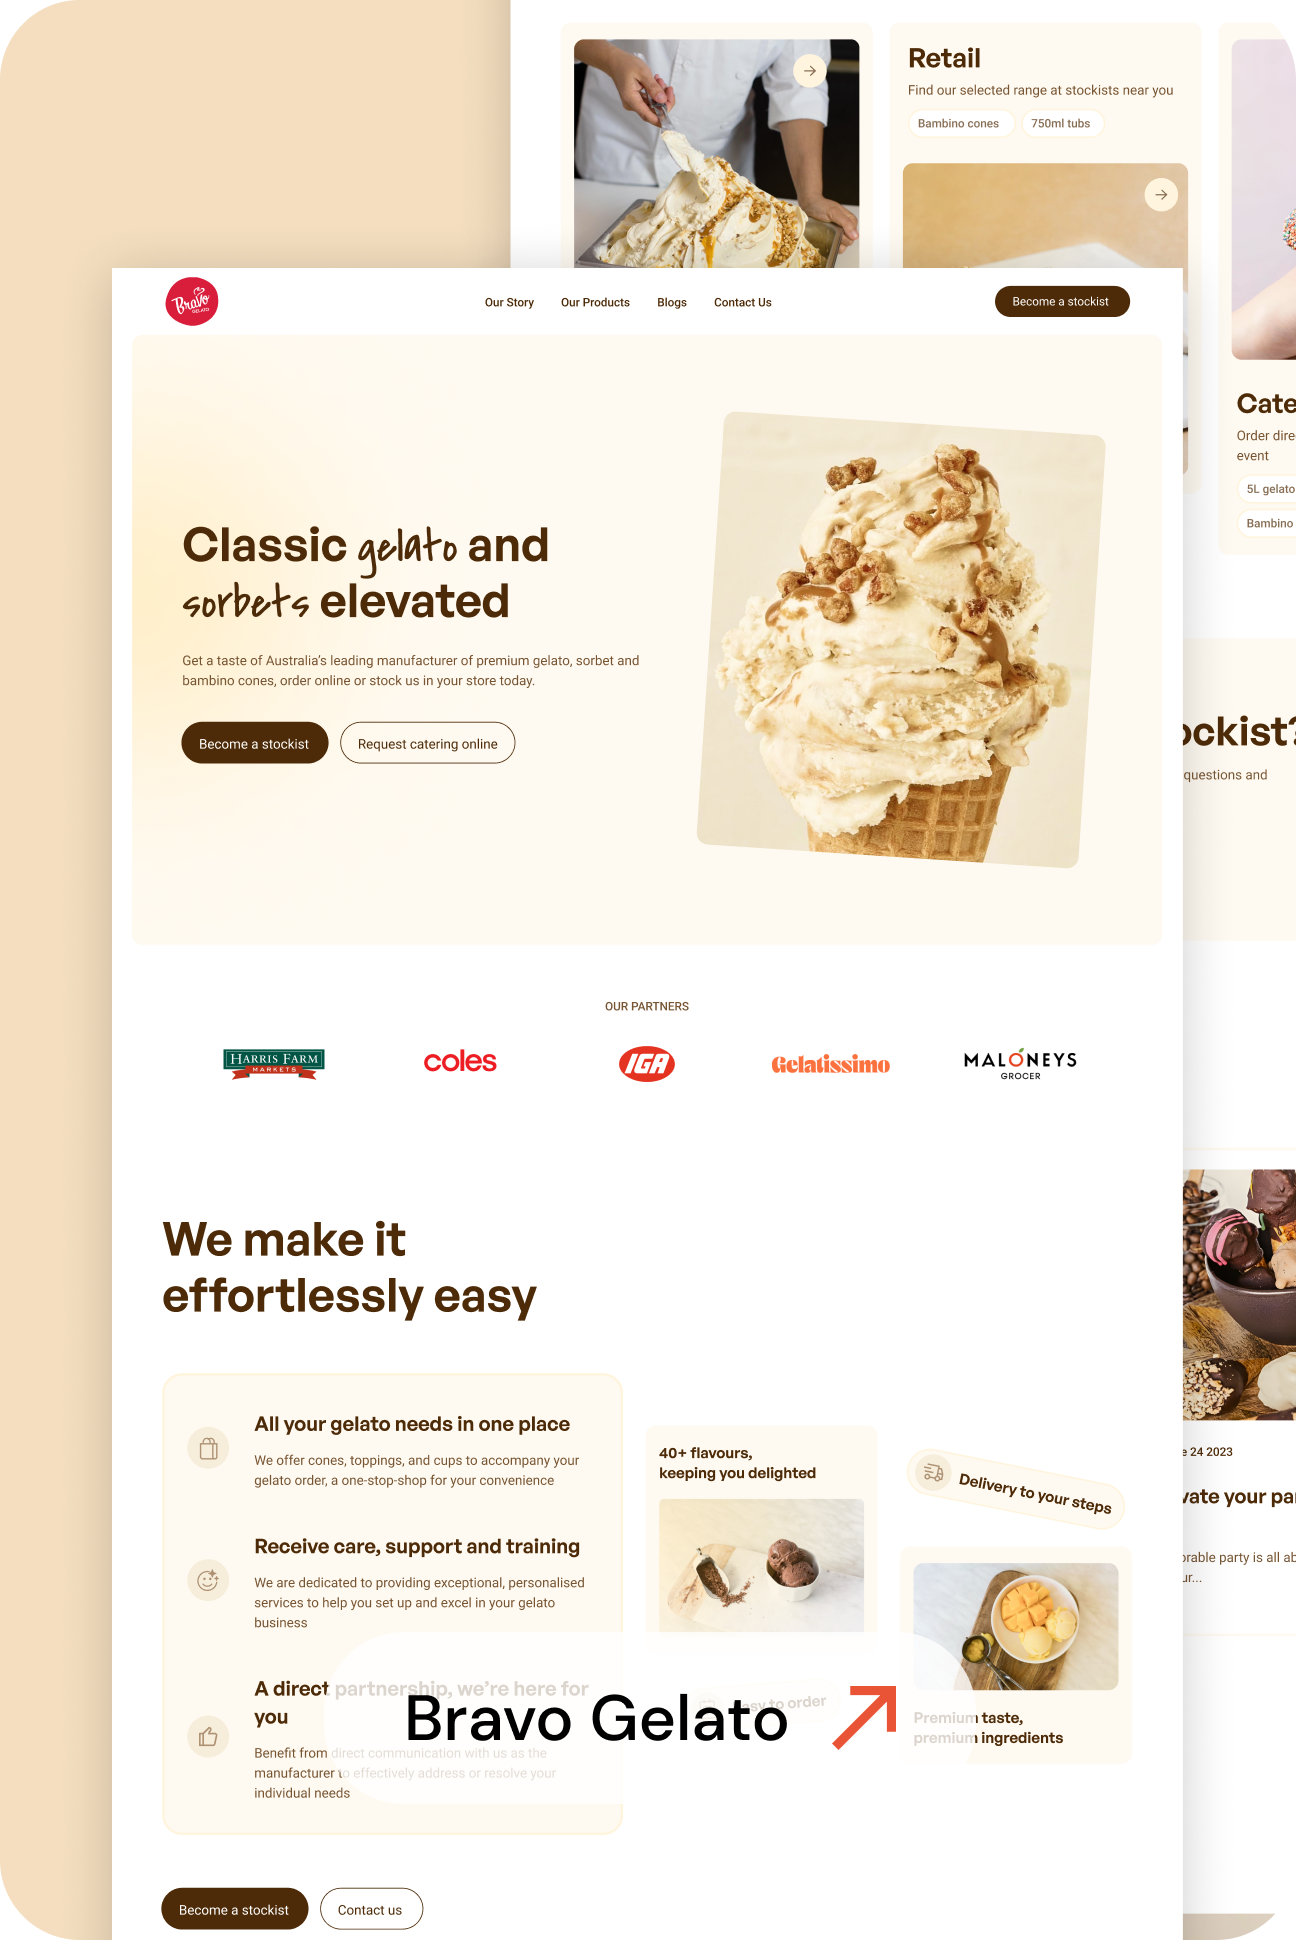 Retail
Find our selected range at stockists near you
Bambino cones
750ml tubs
Cate
Order dire
event
5L gelato
Bambino
Bravo
GELATO
Our Story
Our Products
Blogs
Contact Us
Become a stockist
Classic gelato and
sorbets elevated
Get a taste of Australia's leading manufacturer of premium gelato, sorbet and
bambino cones, order online or stock us in your store today.
Become a stockist
Request catering online
ockist?
questions and
OUR PARTNERS
HARRIS FARM
MARKETS
coles
IGA
Gelatissimo
MALONEYS
GROCER
We make it
effortlessly easy
All your gelato needs in one place
We offer cones, toppings, and cups to accompany your
gelato order, a one-stop-shop for your convenience
Receive care, support and training
We are dedicated to providing exceptional, personalised
services to help you set up and excel in your gelato
business
A direct partnership, we're here for
you
Benefit from direct communication with us as the
manufacturer to effectively address or resolve your
individual needs
40+ flavours,
keeping you delighted
Delivery to your steps
to order
Premium taste,
premium ingredients
Bravo Gelato
e 24 2023
vate your pa
orable party is all ab
ur...
Become a stockist
Contact us